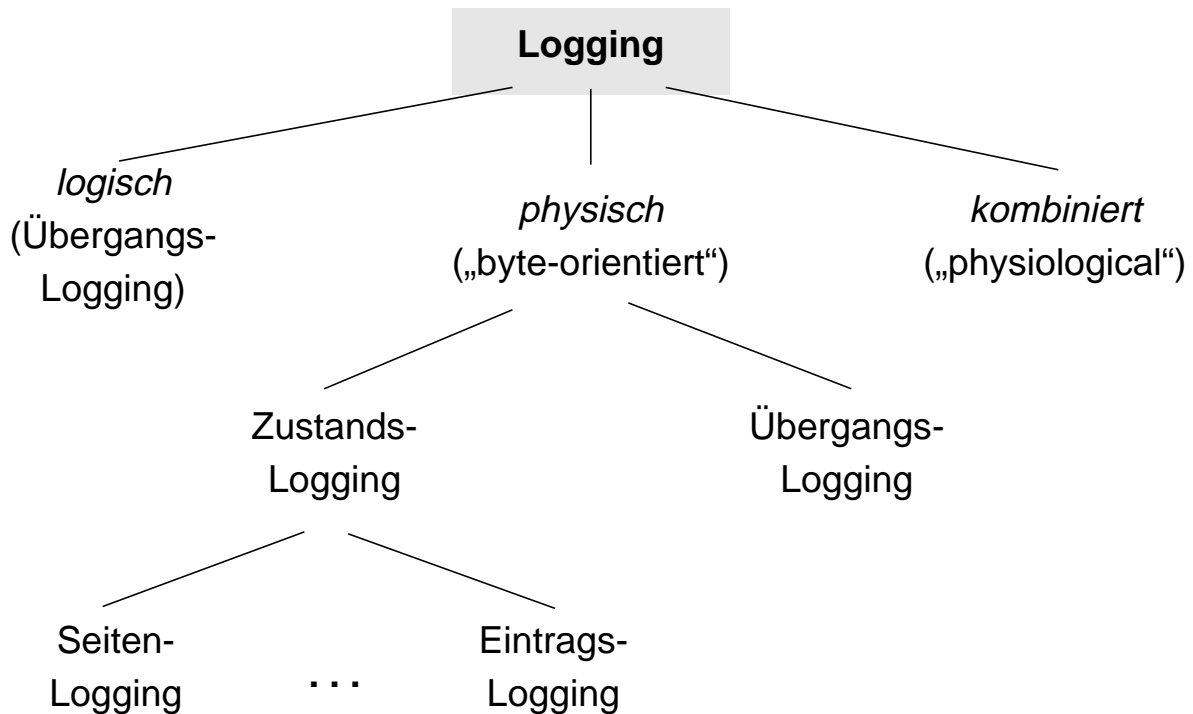 Logging
logisch
(Übergangs-
Logging)
physisch
(„byte-orientiert“)
kombiniert
(„physiological“)
Zustands-
Logging
Übergangs-
Logging
Seiten-
Logging
. . .
Eintrags-
Logging